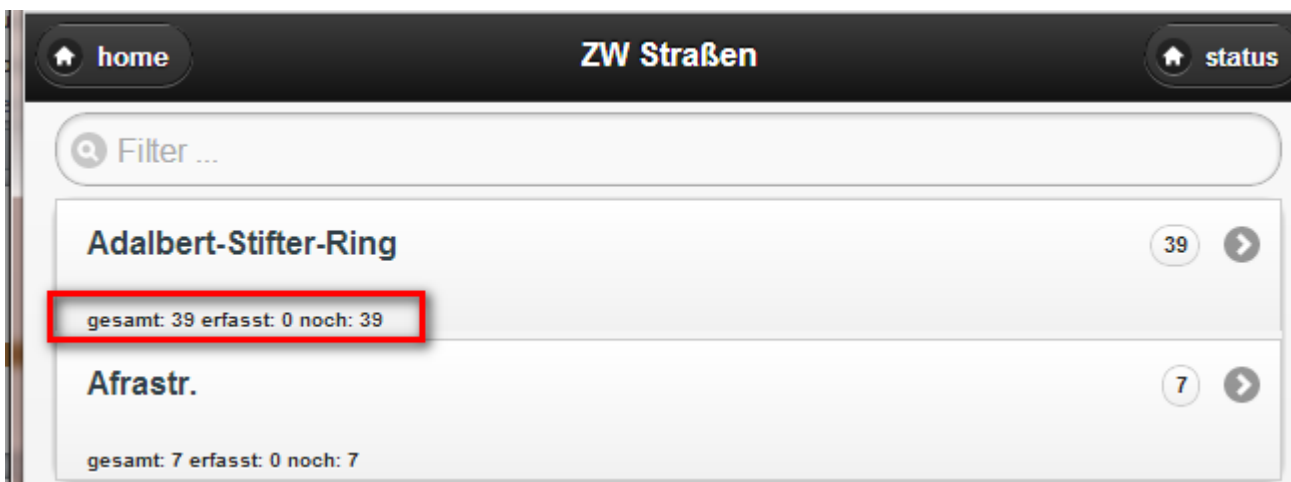 home ZW Straßen status
Filter ...
Adalbert-Stifter-Ring 39
gesamt: 39 erfasst: 0 noch: 39
Afrastr. 7
gesamt: 7 erfasst: 0 noch: 7